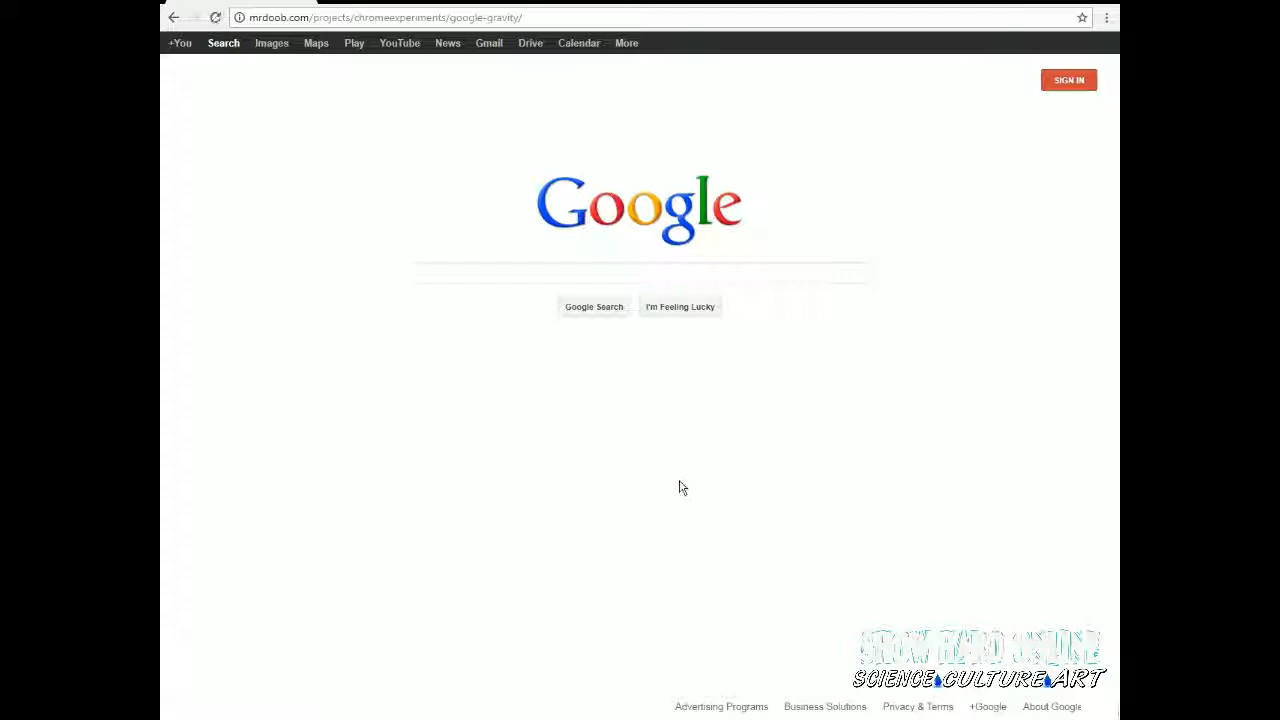 mrdoob.com/projects/chromeexperiments/google-gravity/
+You Search Images Maps Play YouTube News Gmail Drive Calendar More
SIGN IN
Google
Google Search I'm Feeling Lucky
SCIENCE CULTURE ART
Advertising Programs Business Solutions Privacy & Terms +Google About Google